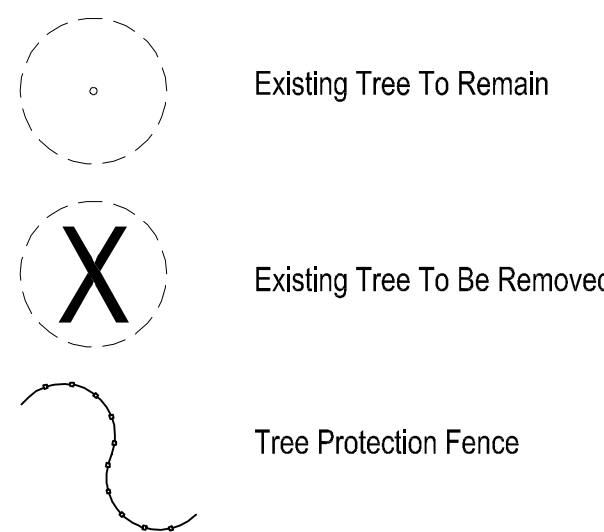 Existing Tree To Remain
X
Existing Tree To Be Removed
Tree Protection Fence